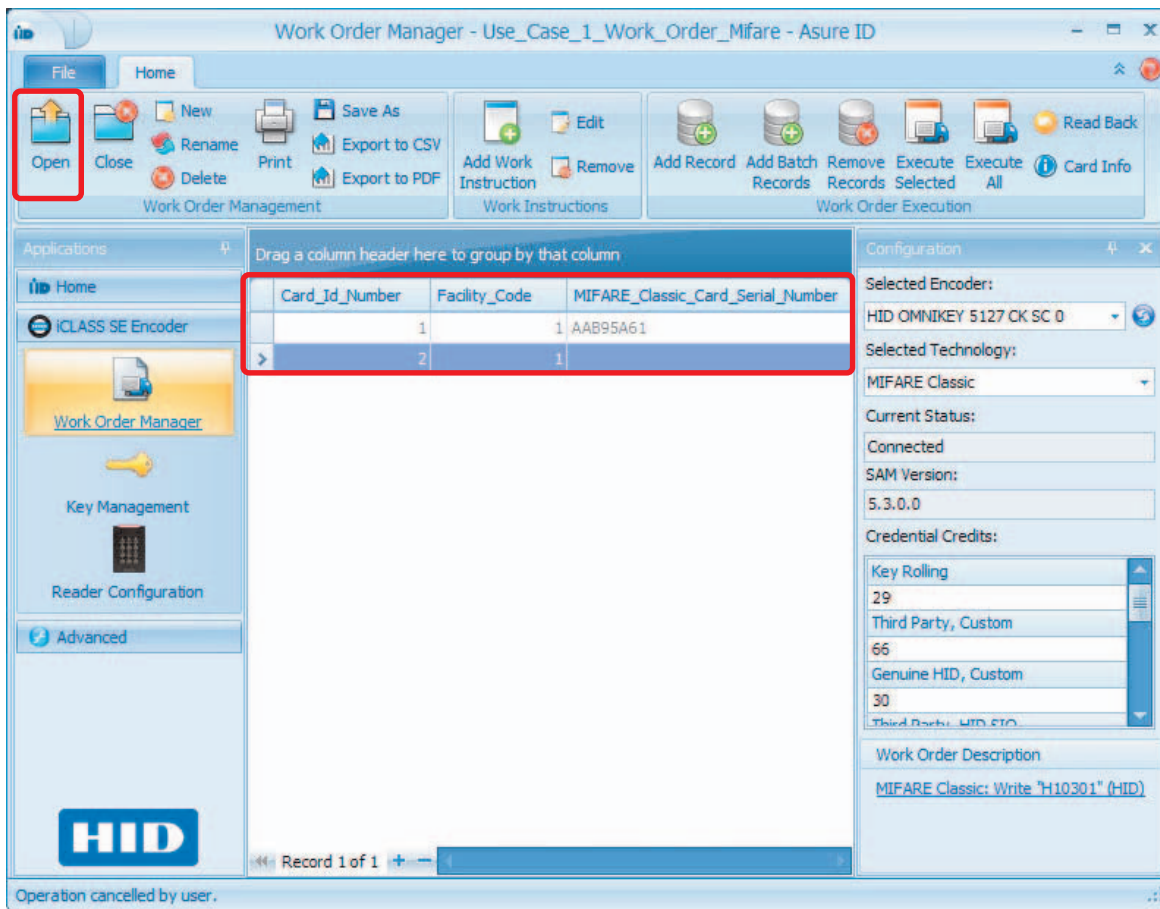 Work Order Manager - Use_Case_1_Work_Order_Mifare - Asure ID
File Home
Open
Close
New
Rename
Delete
Print
Save As
Export to CSV
Export to PDF
Work Order Management
Add Work
Instruction
Edit
Remove
Work Instructions
Add Record
Add Batch
Records
Remove
Records
Execute
Selected
Execute
All
Read Back
Card Info
Work Order Execution
Applications
HID Home
iCLASS SE Encoder
Work Order Manager
Key Management
Reader Configuration
Advanced
HID
Drag a column header here to group by that column
Card_Id_Number Facility_Code MIFARE_Classic_Card_Serial_Number
1 1 AAB95A61
2 1
Record 1 of 1
Configuration
Selected Encoder:
HID OMNIKEY 5127 CK SC 0
Selected Technology:
MIFARE Classic
Current Status:
Connected
SAM Version:
5.3.0.0
Credential Credits:
Key Rolling
29
Third Party, Custom
66
Genuine HID, Custom
30
Third Party, HID SIO
Work Order Description
MIFARE Classic: Write "H10301" (HID)
Operation cancelled by user.